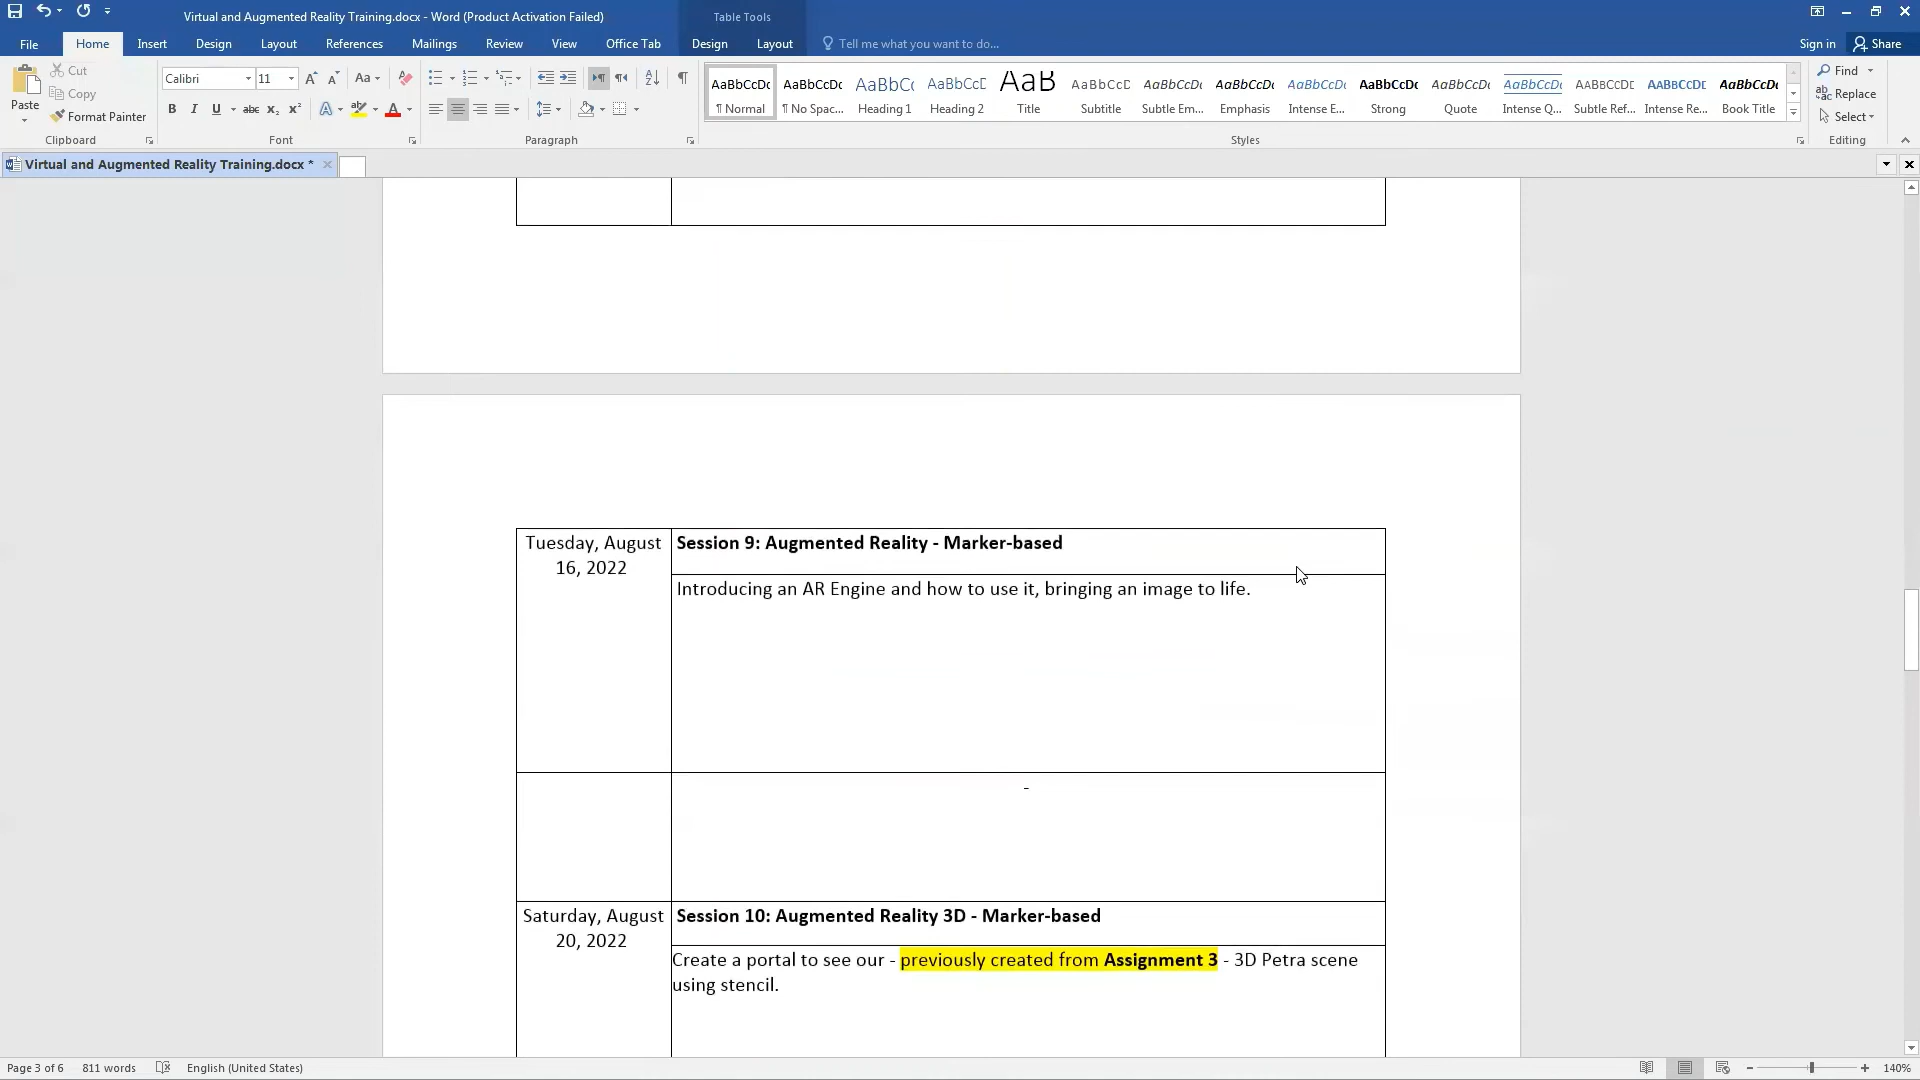 Virtual and Augmented Reality Training.docx - Word (Product Activation Failed)
Table Tools
File Home Insert Design Layout References Mailings Review View Office Tab Design Layout Tell me what you want to do... Sign in Share
Paste
Cut
Copy
Format Painter
Clipboard
Calibri 11
Font
Paragraph
AaBbCcDc AaBbCcDc AaBbCc AaBbCcE AaB AaBbCcD AaBbCcDc AaBbCcDc AaBbCcDc AaBbCcDc AaBbCcDc AaBbCcDc AaBbCcDc AaBbCcDc AaBbCcDc
¶ Normal ¶ No Spac... Heading 1 Heading 2 Title Subtitle Subtle Em... Emphasis Intense E... Strong Quote Intense Q... Subtle Ref... Intense Re... Book Title
Styles
Find
Replace
Select
Editing
Virtual and Augmented Reality Training.docx *
Tuesday, August
16, 2022
Session 9: Augmented Reality - Marker-based
Introducing an AR Engine and how to use it, bringing an image to life.
-
Saturday, August
20, 2022
Session 10: Augmented Reality 3D - Marker-based
Create a portal to see our - previously created from Assignment 3 - 3D Petra scene
using stencil.
Page 3 of 6 811 words English (United States) 140%